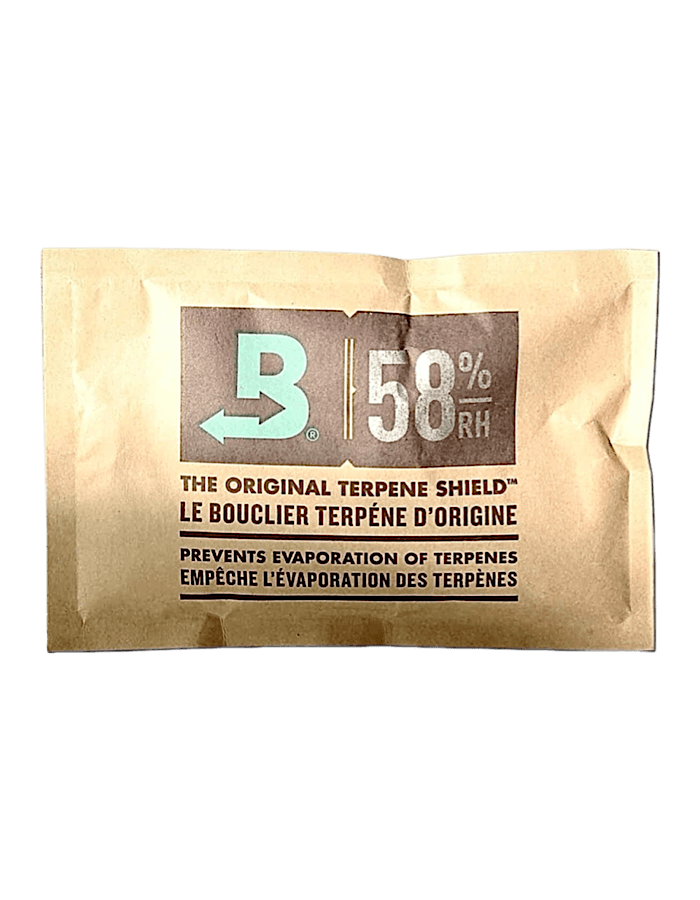 B®
58%
RH
THE ORIGINAL TERPENE SHIELD™
LE BOUCLIER TERPÉNE D'ORIGINE
PREVENTS EVAPORATION OF TERPENES
EMPÊCHE L'ÉVAPORATION DES TERPÈNES